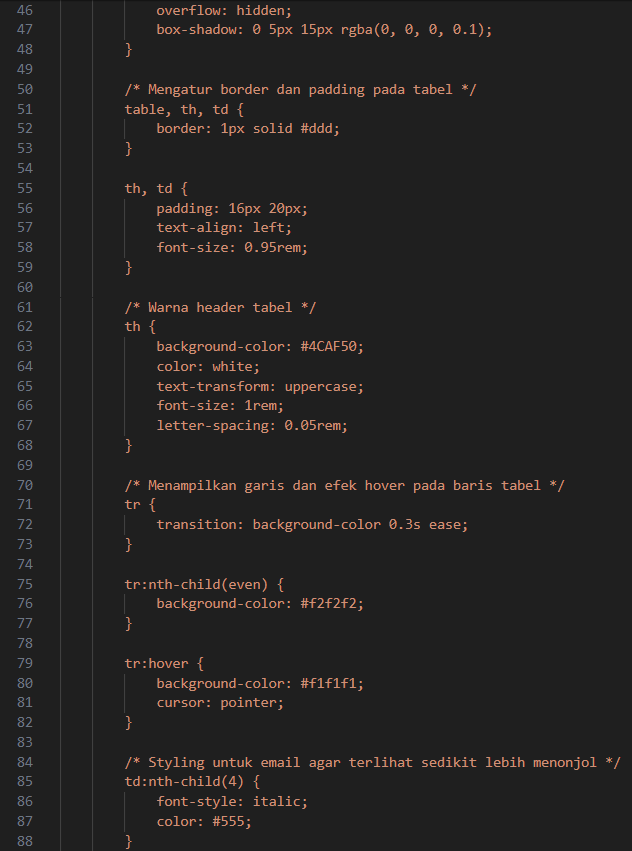 46 overflow: hidden;
47 box-shadow: 0 5px 15px rgba(0, 0, 0, 0.1);
48 }
49
50 /* Mengatur border dan padding pada tabel */
51 table, th, td {
52 border: 1px solid #ddd;
53 }
54
55 th, td {
56 padding: 16px 20px;
57 text-align: left;
58 font-size: 0.95rem;
59 }
60
61 /* Warna header tabel */
62 th {
63 background-color: #4CAF50;
64 color: white;
65 text-transform: uppercase;
66 font-size: 1rem;
67 letter-spacing: 0.05rem;
68 }
69
70 /* Menampilkan garis dan efek hover pada baris tabel */
71 tr {
72 transition: background-color 0.3s ease;
73 }
74
75 tr:nth-child(even) {
76 background-color: #f2f2f2;
77 }
78
79 tr:hover {
80 background-color: #f1f1f1;
81 cursor: pointer;
82 }
83
84 /* Styling untuk email agar terlihat sedikit lebih menonjol */
85 td:nth-child(4) {
86 font-style: italic;
87 color: #555;
88 }